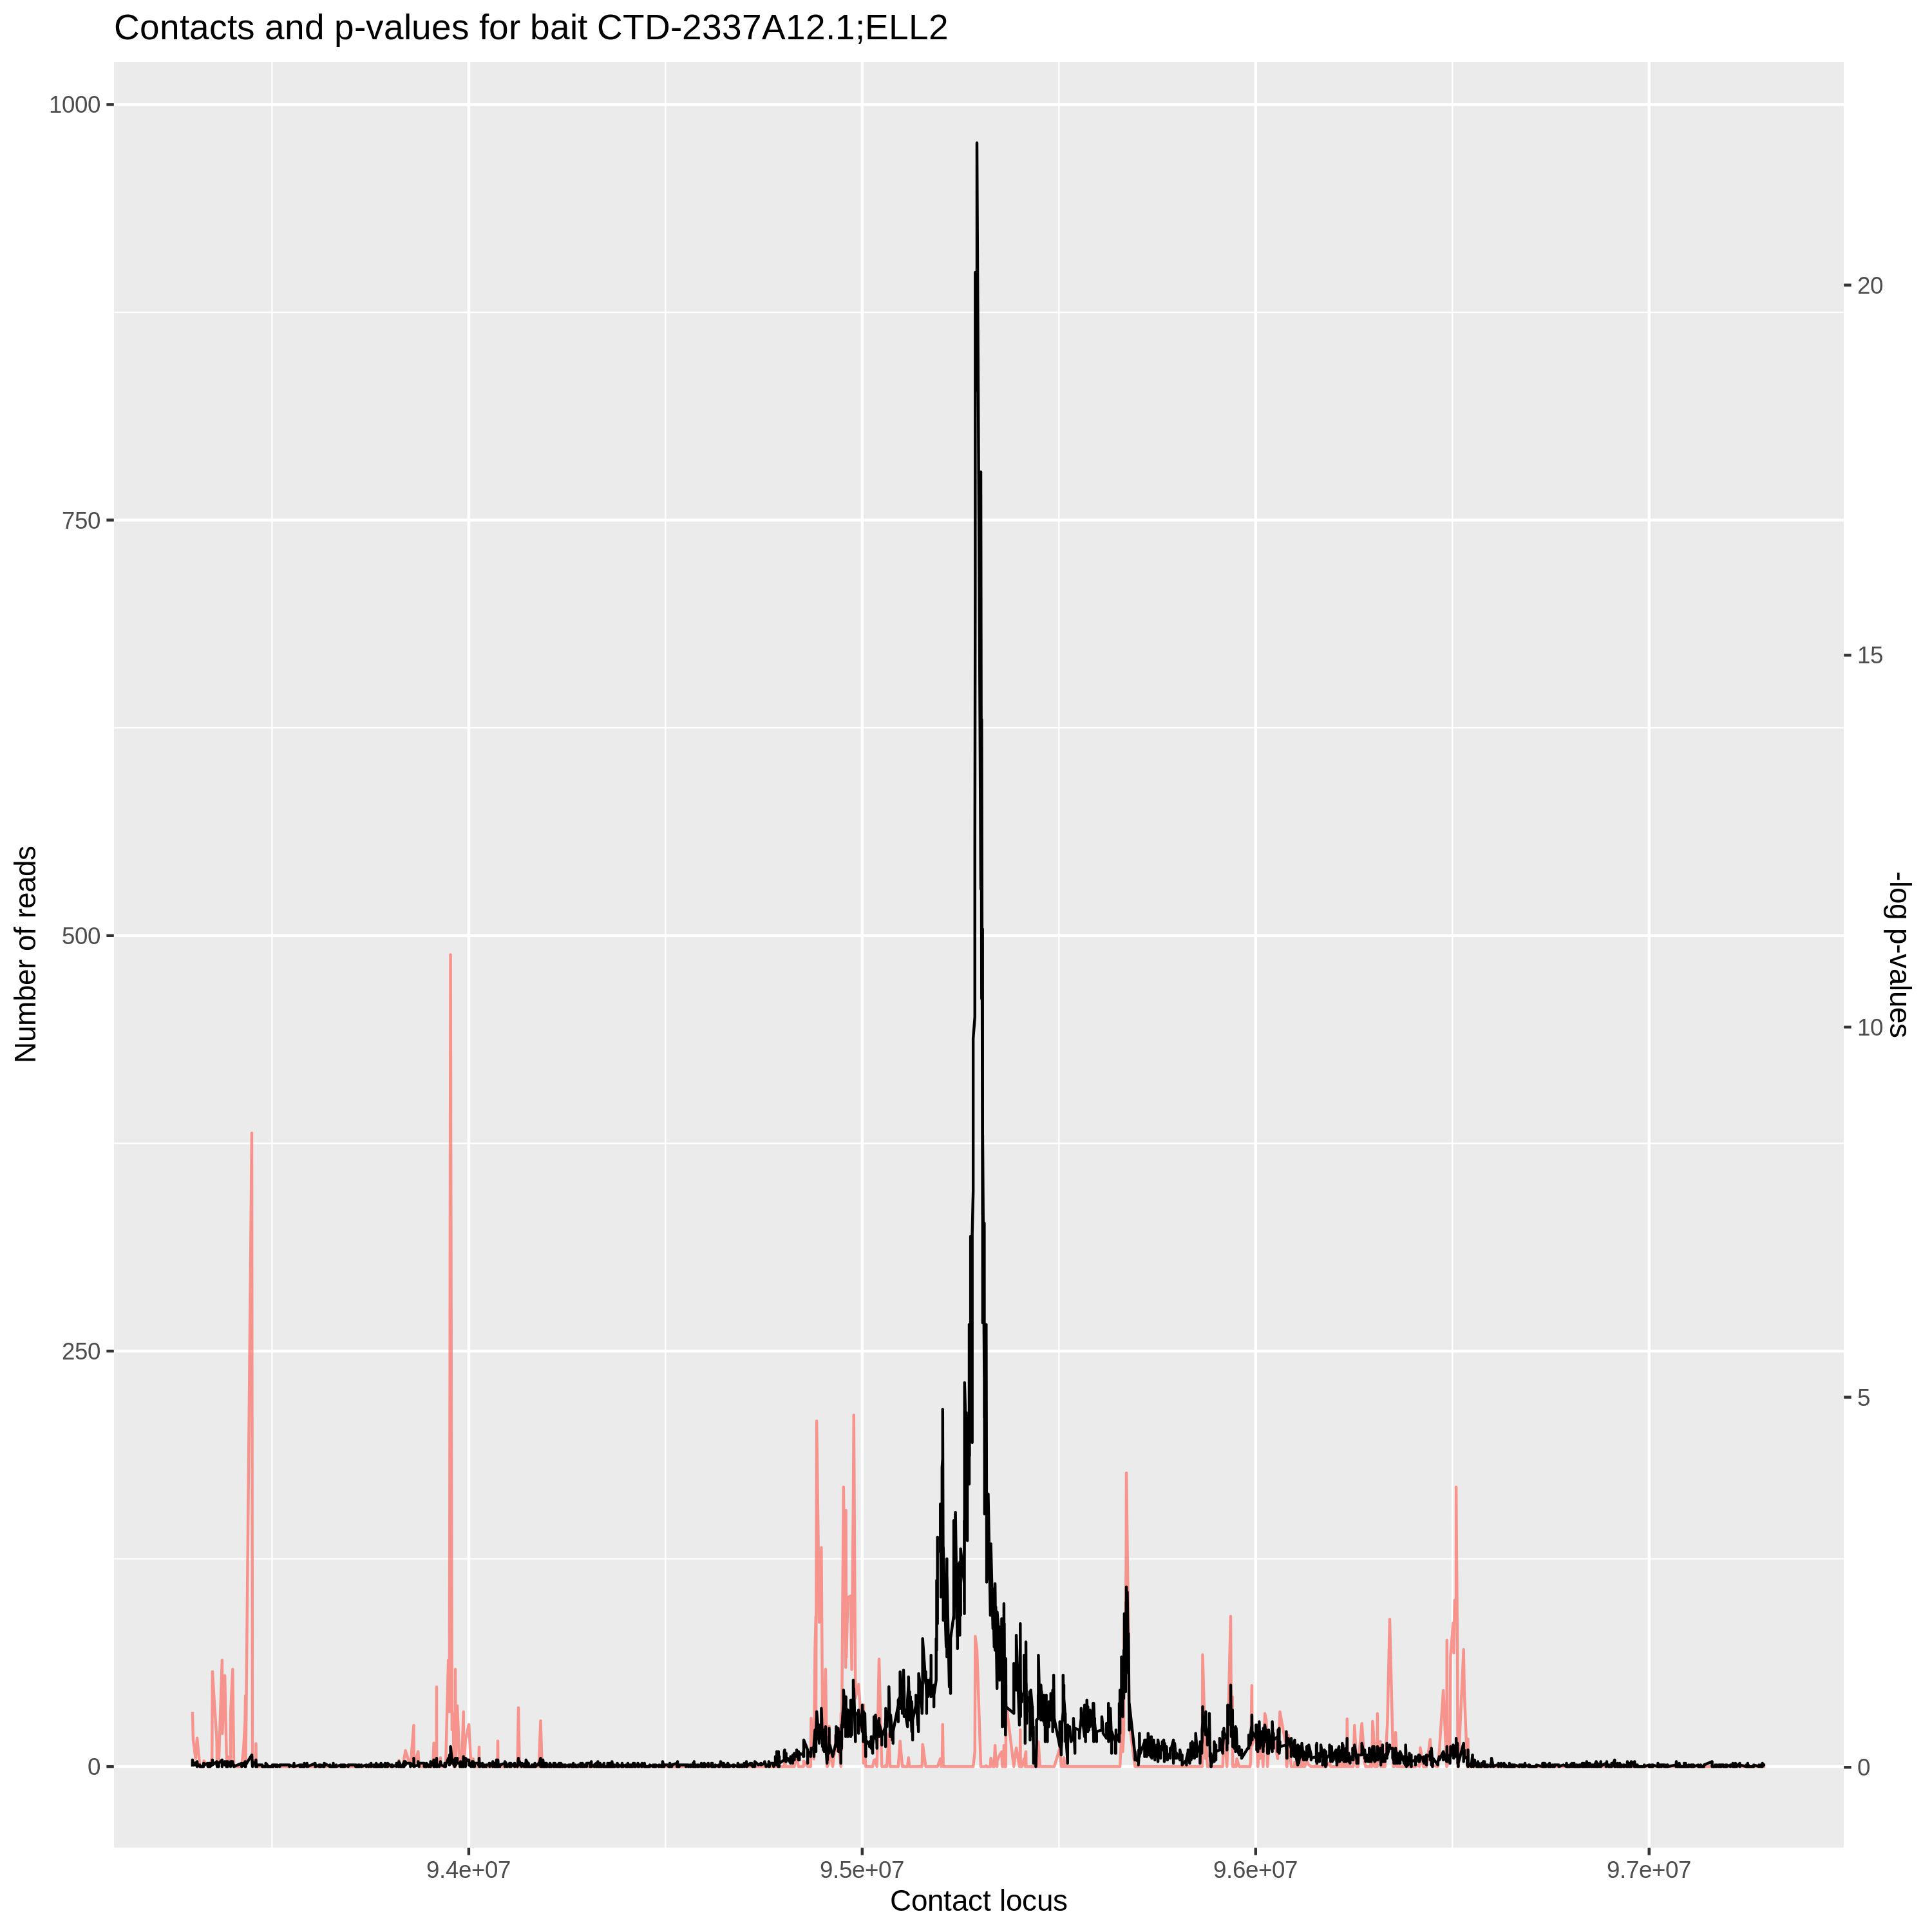 Contacts and p-values for bait CTD-2337A12.1;ELL2
1000
750
500
250
0
Number of reads
20
15
10
5
0
-log p-values
9.4e+07
9.5e+07
9.6e+07
9.7e+07
Contact locus